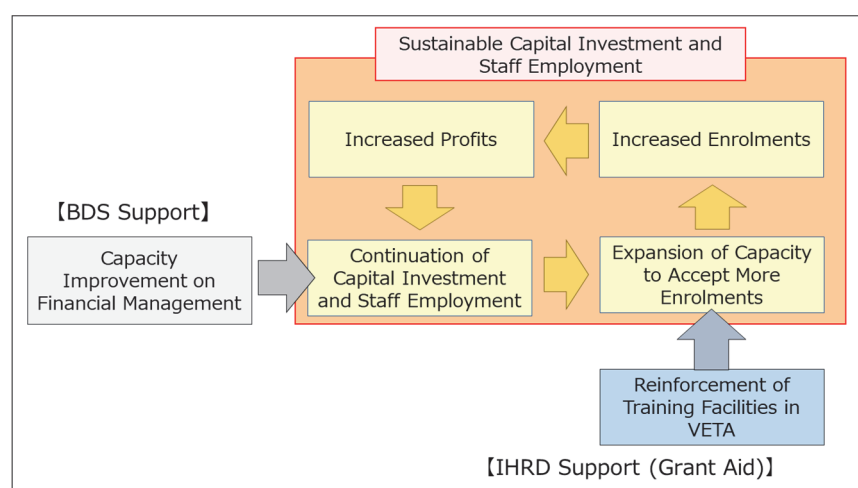 Sustainable Capital Investment and
Staff Employment
Increased Profits
Increased Enrolments
【BDS Support】
Capacity
Improvement on
Financial Management
Continuation of
Capital Investment
and Staff Employment
Expansion of Capacity
to Accept More
Enrolments
Reinforcement of
Training Facilities in
VETA
【IHRD Support (Grant Aid)】